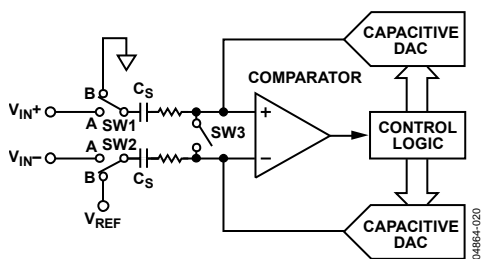 CAPACITIVE
DAC
COMPARATOR
B
CS
VIN+
A
SW1
+
SW3
CONTROL
LOGIC
VIN–
A
SW2
–
B
CS
VREF
CAPACITIVE
DAC
04864-020